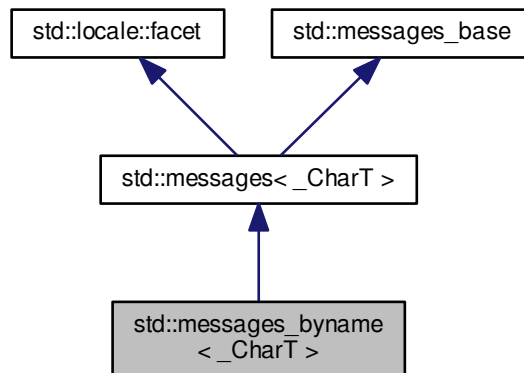 std::locale::facet
std::messages_base
std::messages< _CharT >
std::messages_byname
< _CharT >